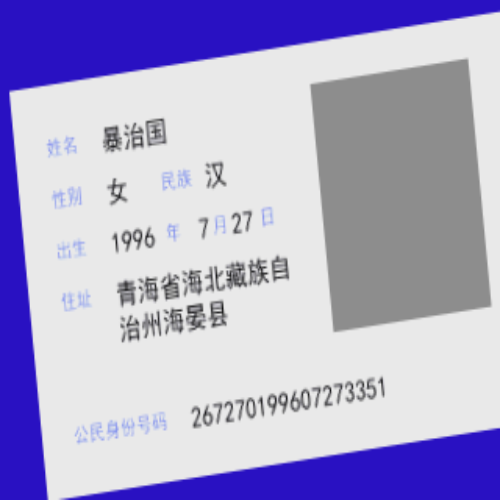 姓名 暴治国
性别 女 民族 汉
出生 1996 年 7 月 27 日
住址 青海省海北藏族自
治州海晏县
公民身份号码 267270199607273351